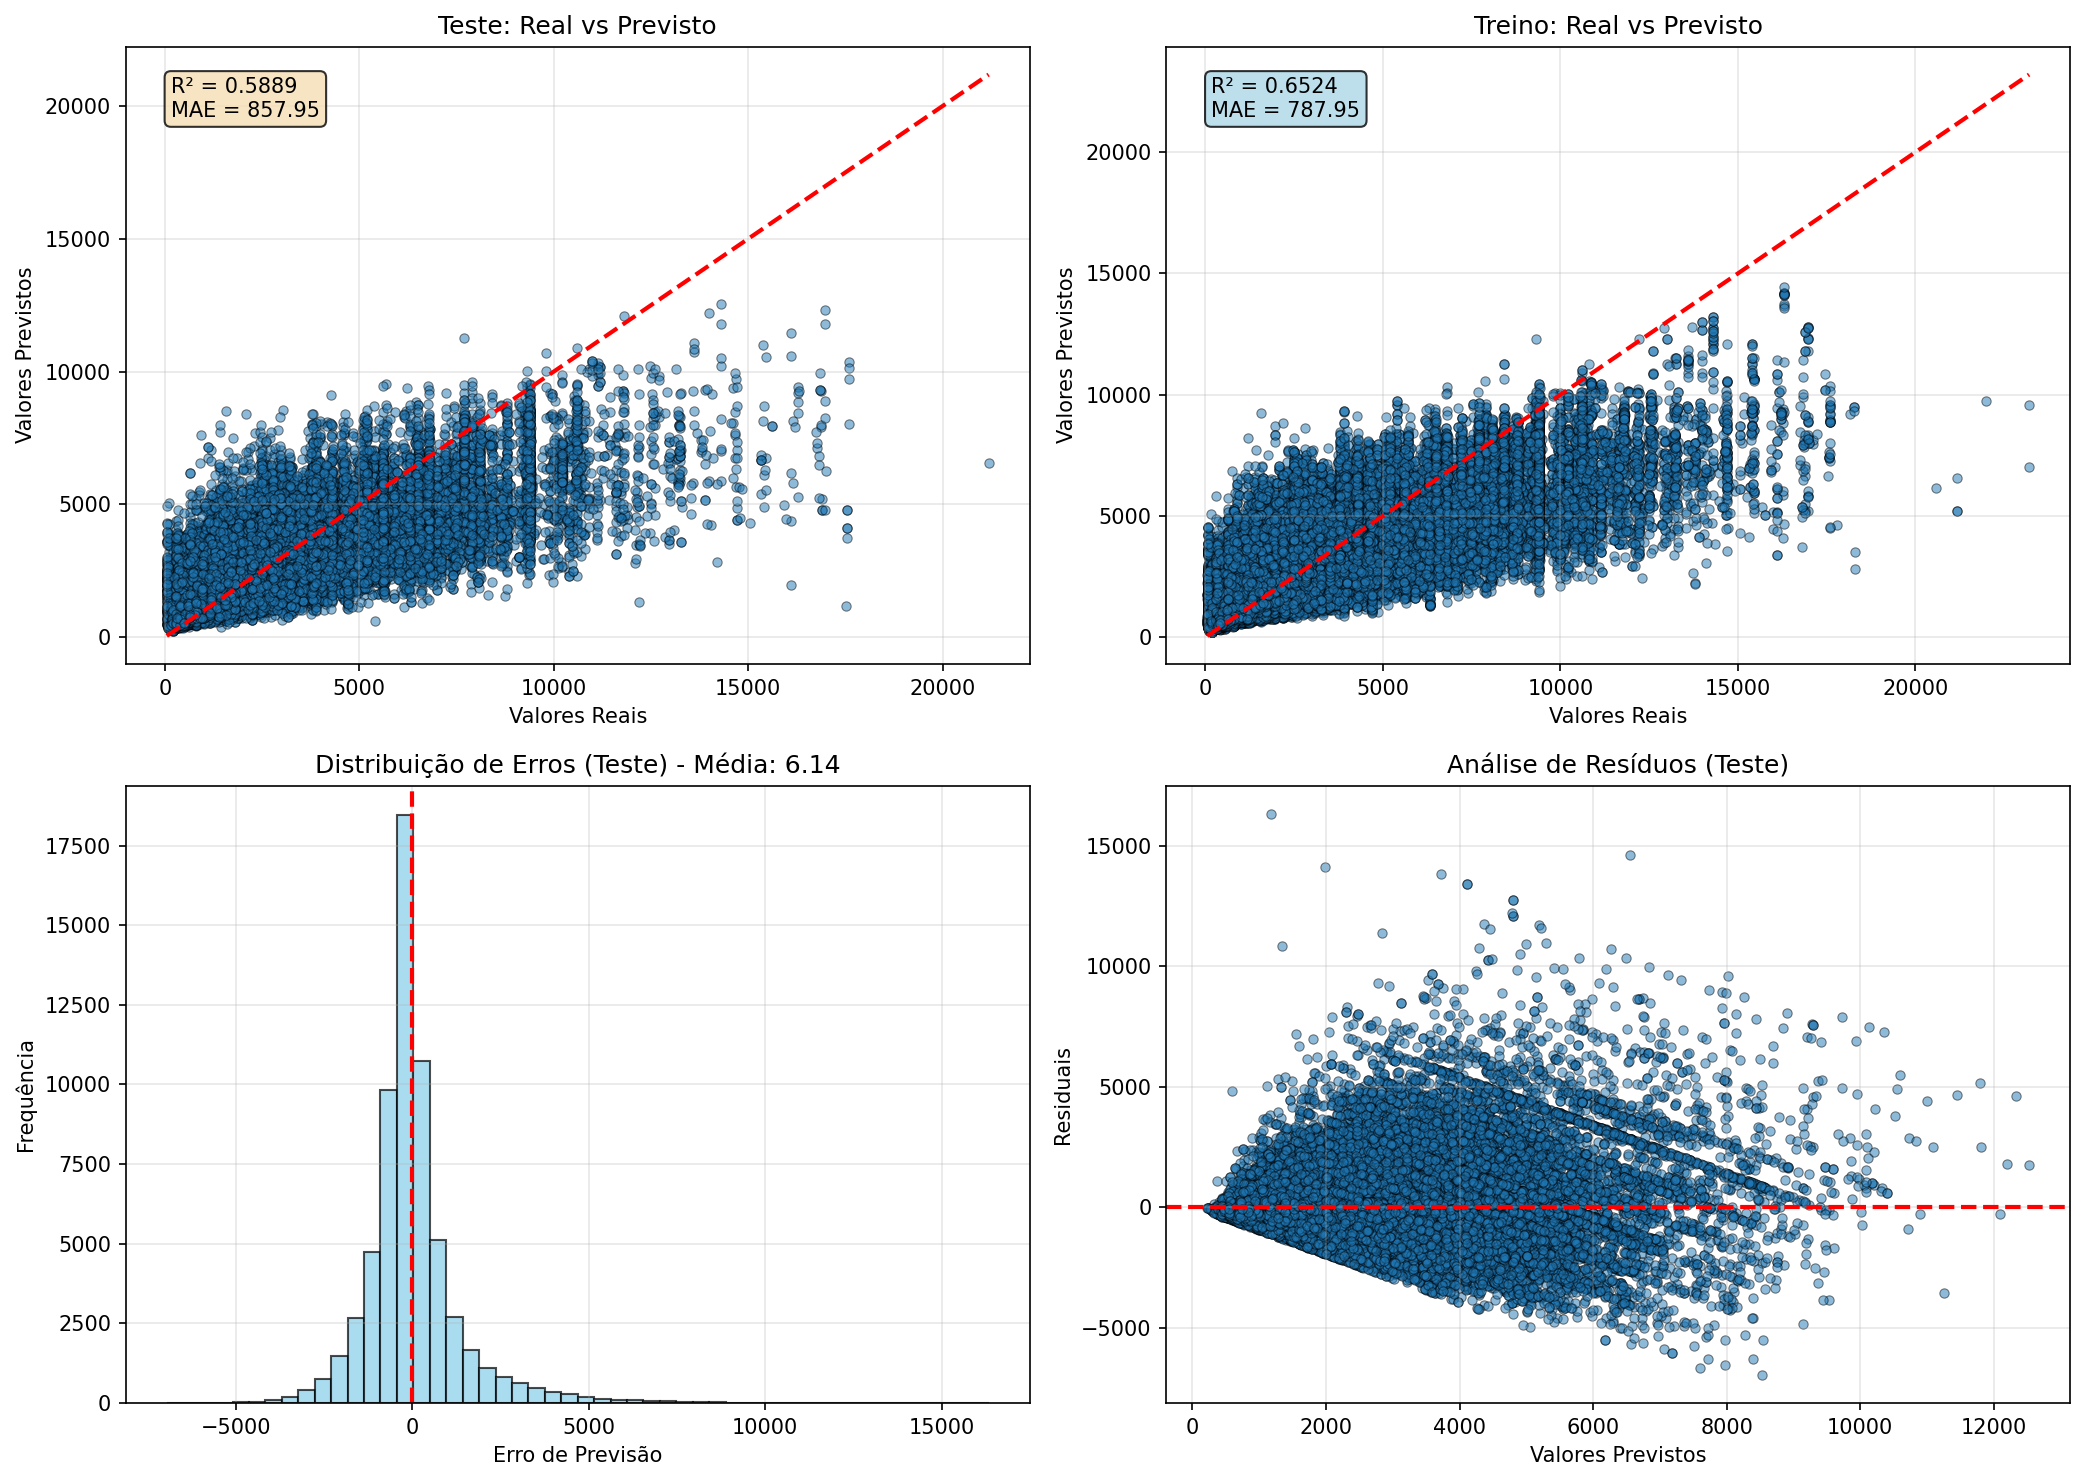 Teste: Real vs Previsto
R² = 0.5889
MAE = 857.95
Valores Previstos
20000
15000
10000
5000
0
0 5000 10000 15000 20000
Valores Reais
Treino: Real vs Previsto
R² = 0.6524
MAE = 787.95
Valores Previstos
20000
15000
10000
5000
0
0 5000 10000 15000 20000
Valores Reais
Distribuição de Erros (Teste) - Média: 6.14
Frequência
17500
15000
12500
10000
7500
5000
2500
0
−5000 0 5000 10000 15000
Erro de Previsão
Análise de Resíduos (Teste)
Residuais
15000
10000
5000
0
−5000
0 2000 4000 6000 8000 10000 12000
Valores Previstos